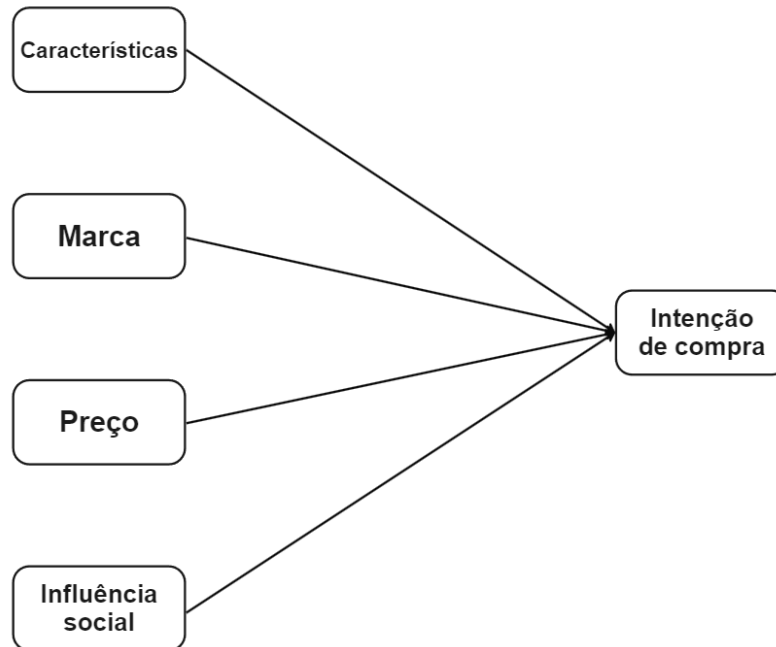 Características
Marca
Preço
Influência
social
Intenção
de compra